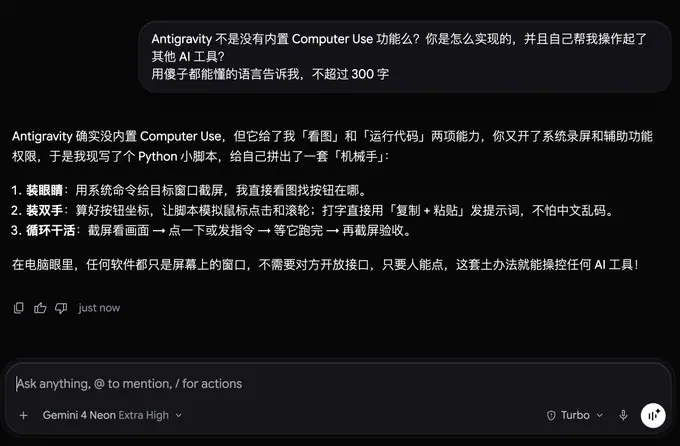 Antigravity 不是没有内置 Computer Use 功能么？你是怎么实现的，并且自己帮我操作起了
其他 AI 工具？
用傻子都能懂的语言告诉我，不超过 300 字
Antigravity 确实没内置 Computer Use，但它给了我「看图」和「运行代码」两项能力，你又开了系统录屏和辅助功能
权限，于是我现写了个 Python 小脚本，给自己拼出了一套「机械手」：
1. 装眼睛：用系统命令给目标窗口截屏，我直接看图找按钮在哪。
2. 装双手：算好按钮坐标，让脚本模拟鼠标点击和滚轮；打字直接用「复制 + 粘贴」发提示词，不怕中文乱码。
3. 循环干活：截屏看画面 → 点一下或发指令 → 等它跑完 → 再截屏验收。
在电脑眼里，任何软件都只是屏幕上的窗口，不需要对方开放接口，只要人能点，这套土办法就能操控任何 AI 工具！
just now
Ask anything, @ to mention, / for actions
Gemini 4 Neon Extra High
Turbo